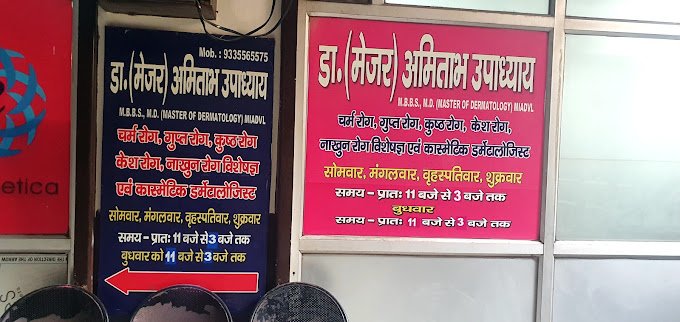 etica
Mob. : 9335565575
डा. (मेजर) अमिताभ उपाध्याय
M.B.B.S., M.D. (MASTER OF DERMATOLOGY) MIADVL
चर्म रोग, गुप्त रोग, कुष्ठ रोग
केश रोग, नाखुन रोग विशेषज्ञ
एवं कास्मेटिक डर्मेटालोजिस्ट
सोमवार, मंगलवार, वृहस्पतिवार, शुक्रवार
समय – प्रातः 11 बजे से 3 बजे तक
बुधवार को 11 बजे से 3 बजे तक
डा. (मेजर) अमिताभ उपाध्याय
M.B.B.S., M.D. (MASTER OF DERMATOLOGY) MIADVL
चर्म रोग, गुप्त रोग, कुष्ठ रोग, केश रोग,
नाखुन रोग विशेषज्ञ एवं कास्मेटिक डर्मेटालोजिस्ट
सोमवार, मंगलवार, वृहस्पतिवार, शुक्रवार
समय – प्रातः 11 बजे से 3 बजे तक
बुधवार
समय – प्रातः 11 बजे से 3 बजे तक